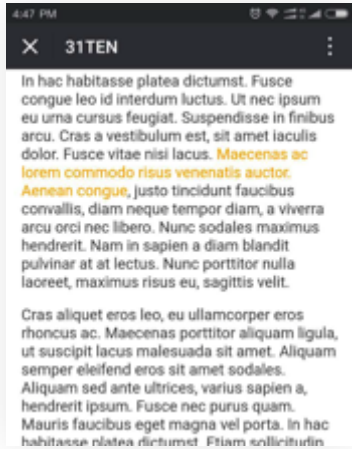 4:47 PM
31TEN
In hac habitasse platea dictumst. Fusce
congue leo id interdum luctus. Ut nec ipsum
eu urna cursus feugiat. Suspendisse in finibus
arcu. Cras a vestibulum est, sit amet iaculis
dolor. Fusce vitae nisi lacus. Maecenas ac
lorem commodo risus venenatis auctor.
Aenean congue, justo tincidunt faucibus
convallis, diam neque tempor diam, a viverra
arcu orci nec libero. Nunc sodales maximus
hendrerit. Nam in sapien a diam blandit
pulvinar at at lectus. Nunc porttitor nulla
laoreet, maximus risus eu, sagittis velit.
Cras aliquet eros leo, eu ullamcorper eros
rhoncus ac. Maecenas porttitor aliquam ligula,
ut suscipit lacus malesuada sit amet. Aliquam
semper eleifend eros sit amet sodales.
Aliquam sed ante ultrices, varius sapien a,
hendrerit ipsum. Fusce nec purus quam.
Mauris faucibus eget magna vel porta. In hac
habitasse platea dictumst. Etiam sollicitudin